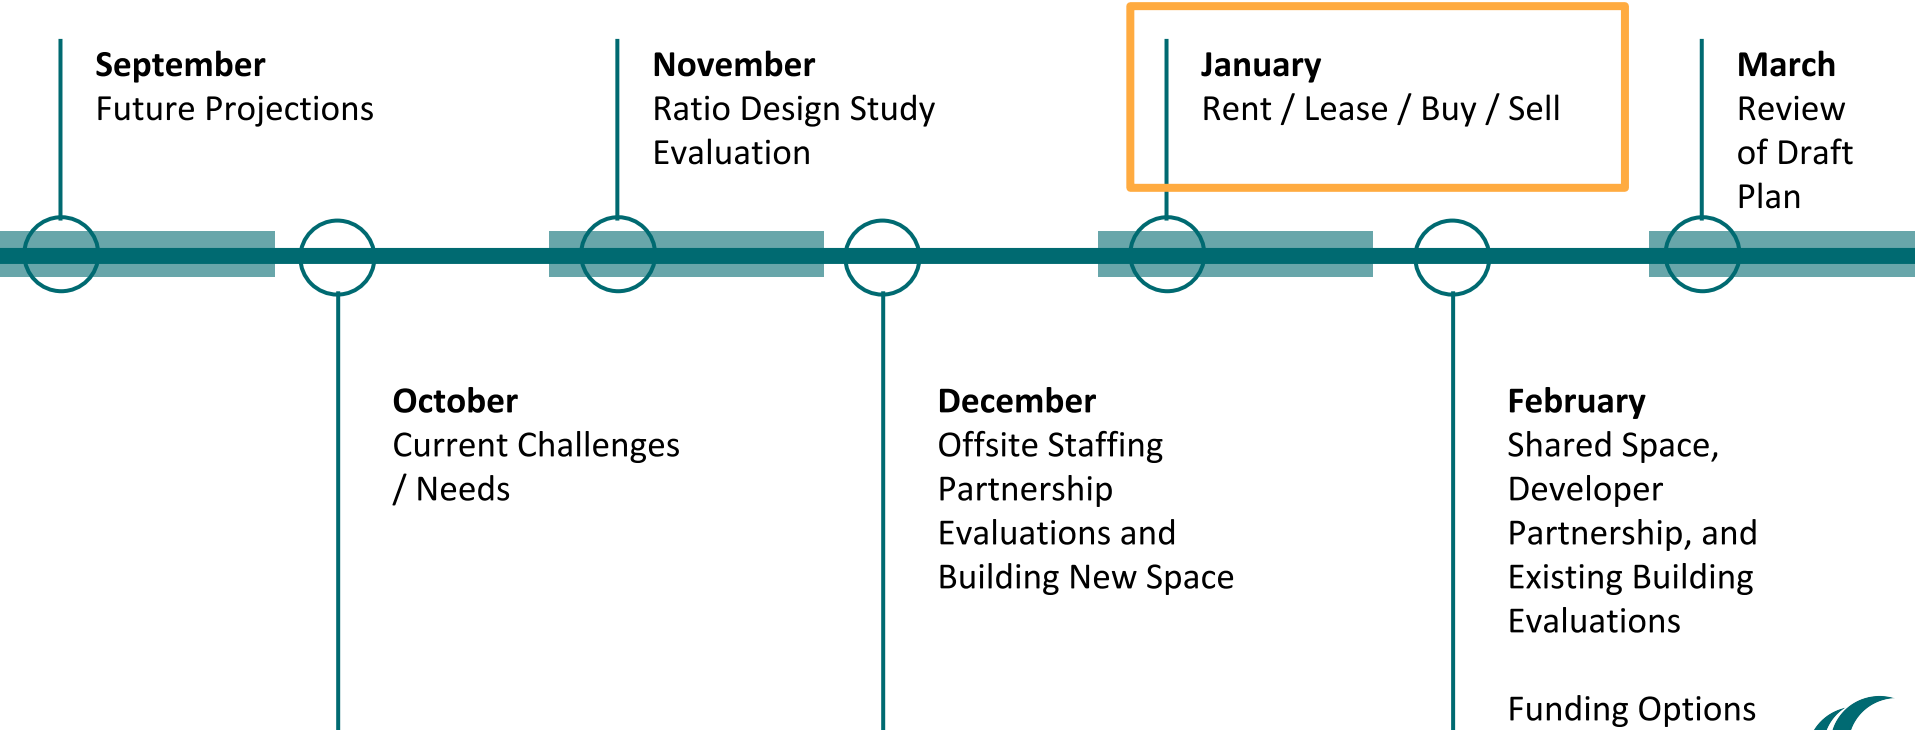 September
Future Projections
November
Ratio Design Study
Evaluation
January
Rent / Lease / Buy / Sell
March
Review
of Draft
Plan
October
Current Challenges
/ Needs
December
Offsite Staffing
Partnership
Evaluations and
Building New Space
February
Shared Space,
Developer
Partnership, and
Existing Building
Evaluations
Funding Options